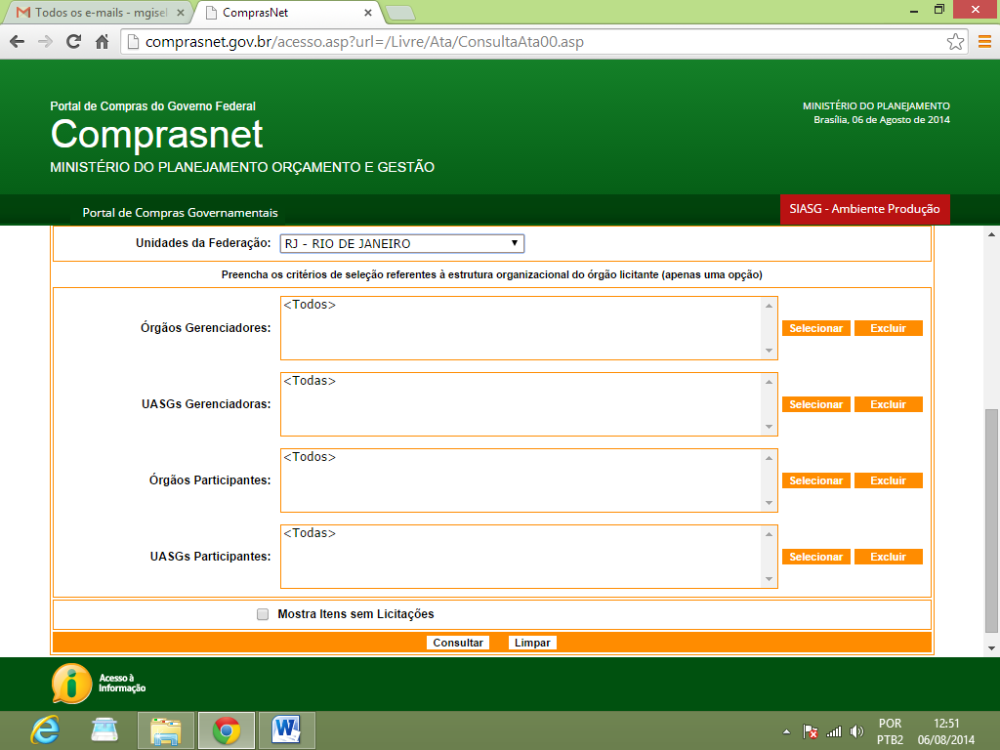 Todos os e-mails - mgisel
ComprasNet
comprasnet.gov.br/acesso.asp?url=/Livre/Ata/ConsultaAta00.asp
Portal de Compras do Governo Federal
Comprasnet
MINISTÉRIO DO PLANEJAMENTO ORÇAMENTO E GESTÃO
MINISTÉRIO DO PLANEJAMENTO
Brasília, 06 de Agosto de 2014
Portal de Compras Governamentais
SIASG - Ambiente Produção
Unidades da Federação: RJ - RIO DE JANEIRO
Preencha os critérios de seleção referentes à estrutura organizacional do órgão licitante (apenas uma opção)
Órgãos Gerenciadores: <Todos> Selecionar Excluir
UASGs Gerenciadoras: <Todas> Selecionar Excluir
Órgãos Participantes: <Todos> Selecionar Excluir
UASGs Participantes: <Todas> Selecionar Excluir
Mostra Itens sem Licitações
Consultar Limpar
Acesso à
Informação
POR 12:51
PTB2 06/08/2014